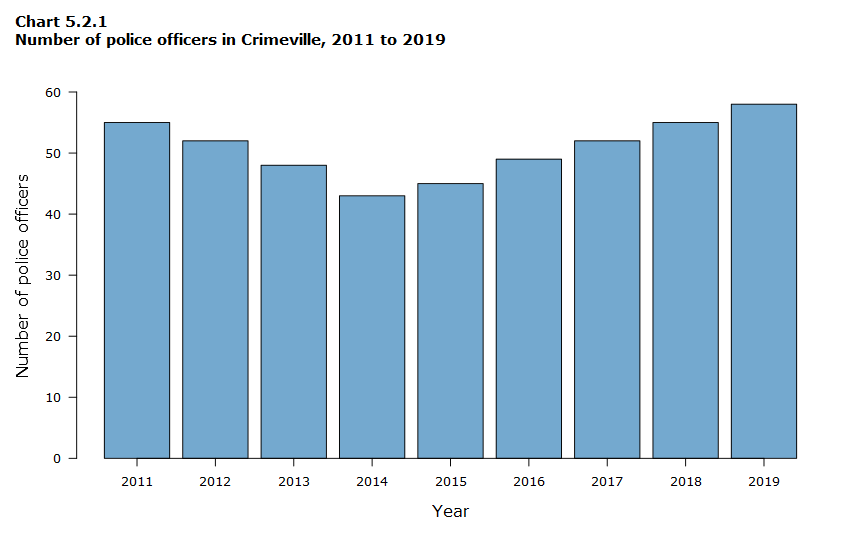 Chart 5.2.1
Number of police officers in Crimeville, 2011 to 2019
Number of police officers
60
50
40
30
20
10
0
2011 2012 2013 2014 2015 2016 2017 2018 2019
Year